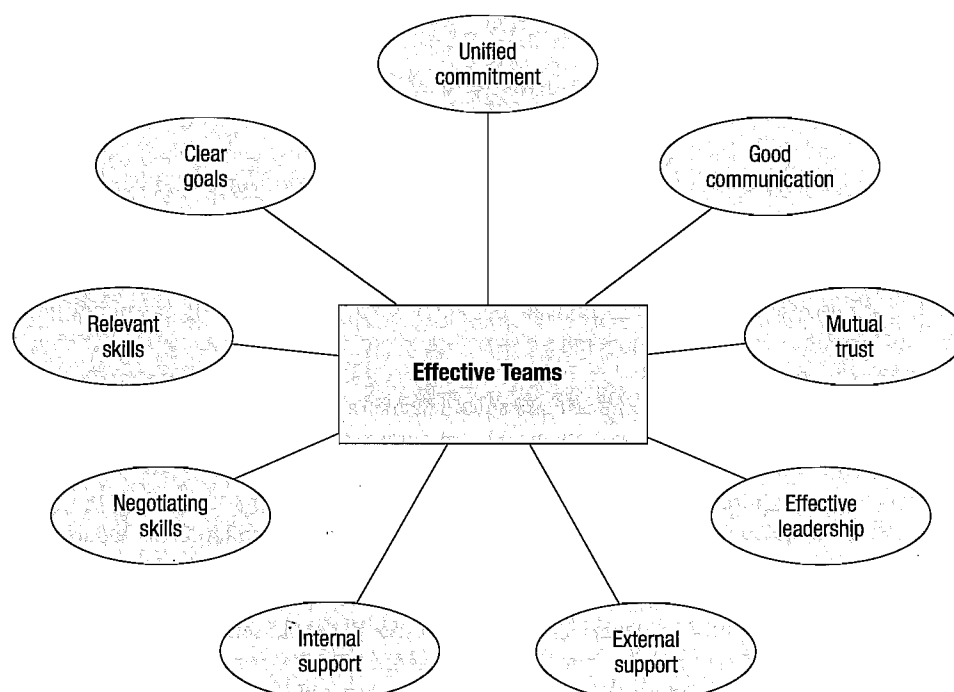 Unified
commitment
Clear
goals
Good
communication
Relevant
skills
Effective Teams
Mutual
trust
Negotiating
skills
Effective
leadership
Internal
support
External
support